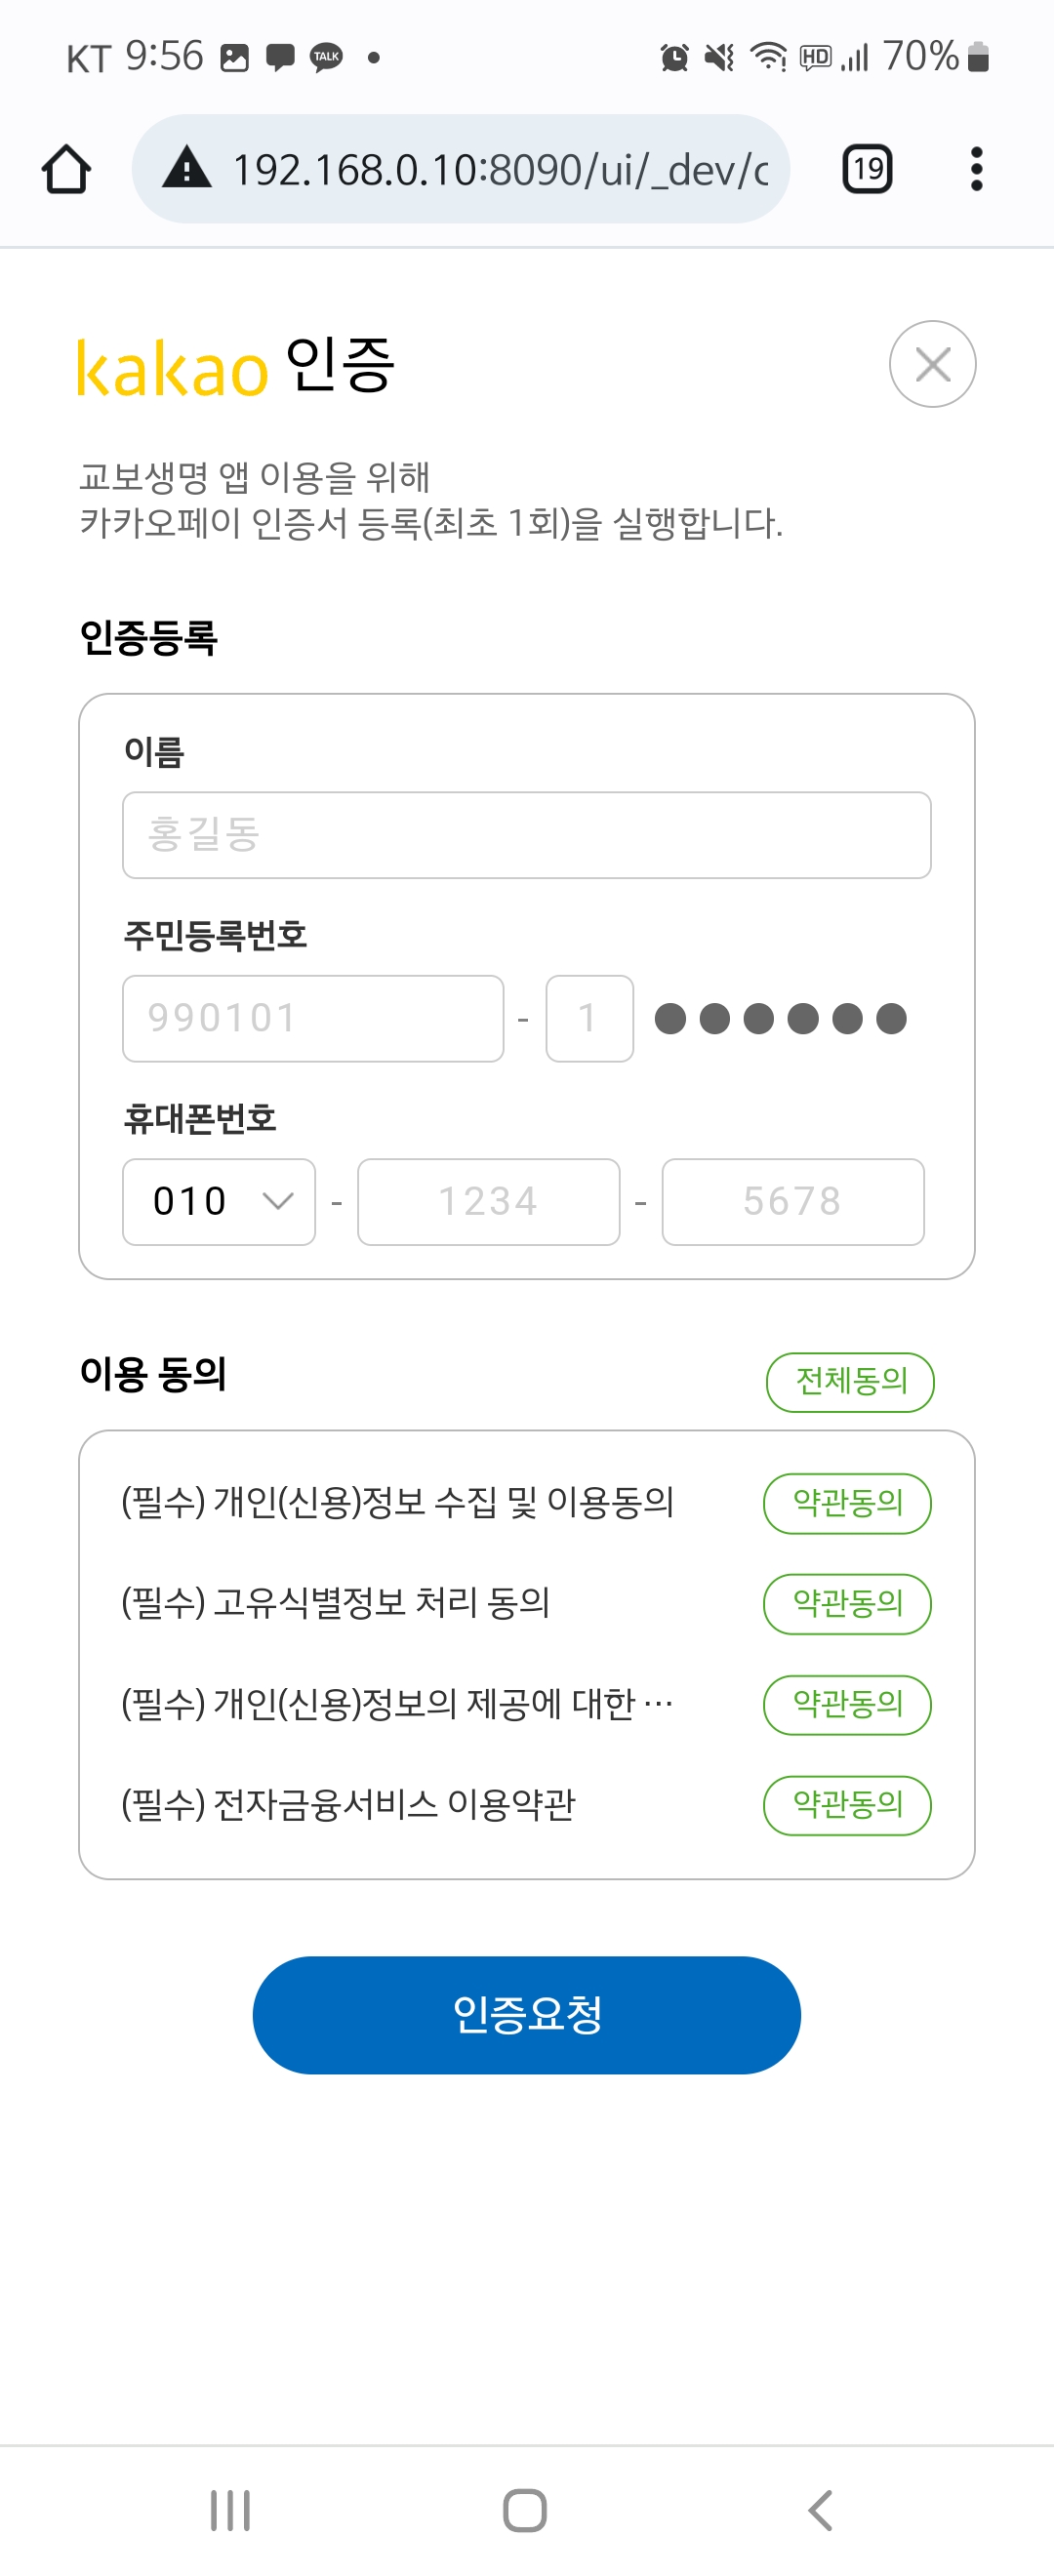 KT 9:56 TALK HD 70%
192.168.0.10:8090/ui/_dev/c 19
kakao 인증
교보생명 앱 이용을 위해
카카오페이 인증서 등록(최초 1회)을 실행합니다.
인증등록
이름
홍길동
주민등록번호
990101 - 1 ●●●●●●
휴대폰번호
010 - 1234 - 5678
이용 동의 전체동의
(필수) 개인(신용)정보 수집 및 이용동의 약관동의
(필수) 고유식별정보 처리 동의 약관동의
(필수) 개인(신용)정보의 제공에 대한 ··· 약관동의
(필수) 전자금융서비스 이용약관 약관동의
인증요청